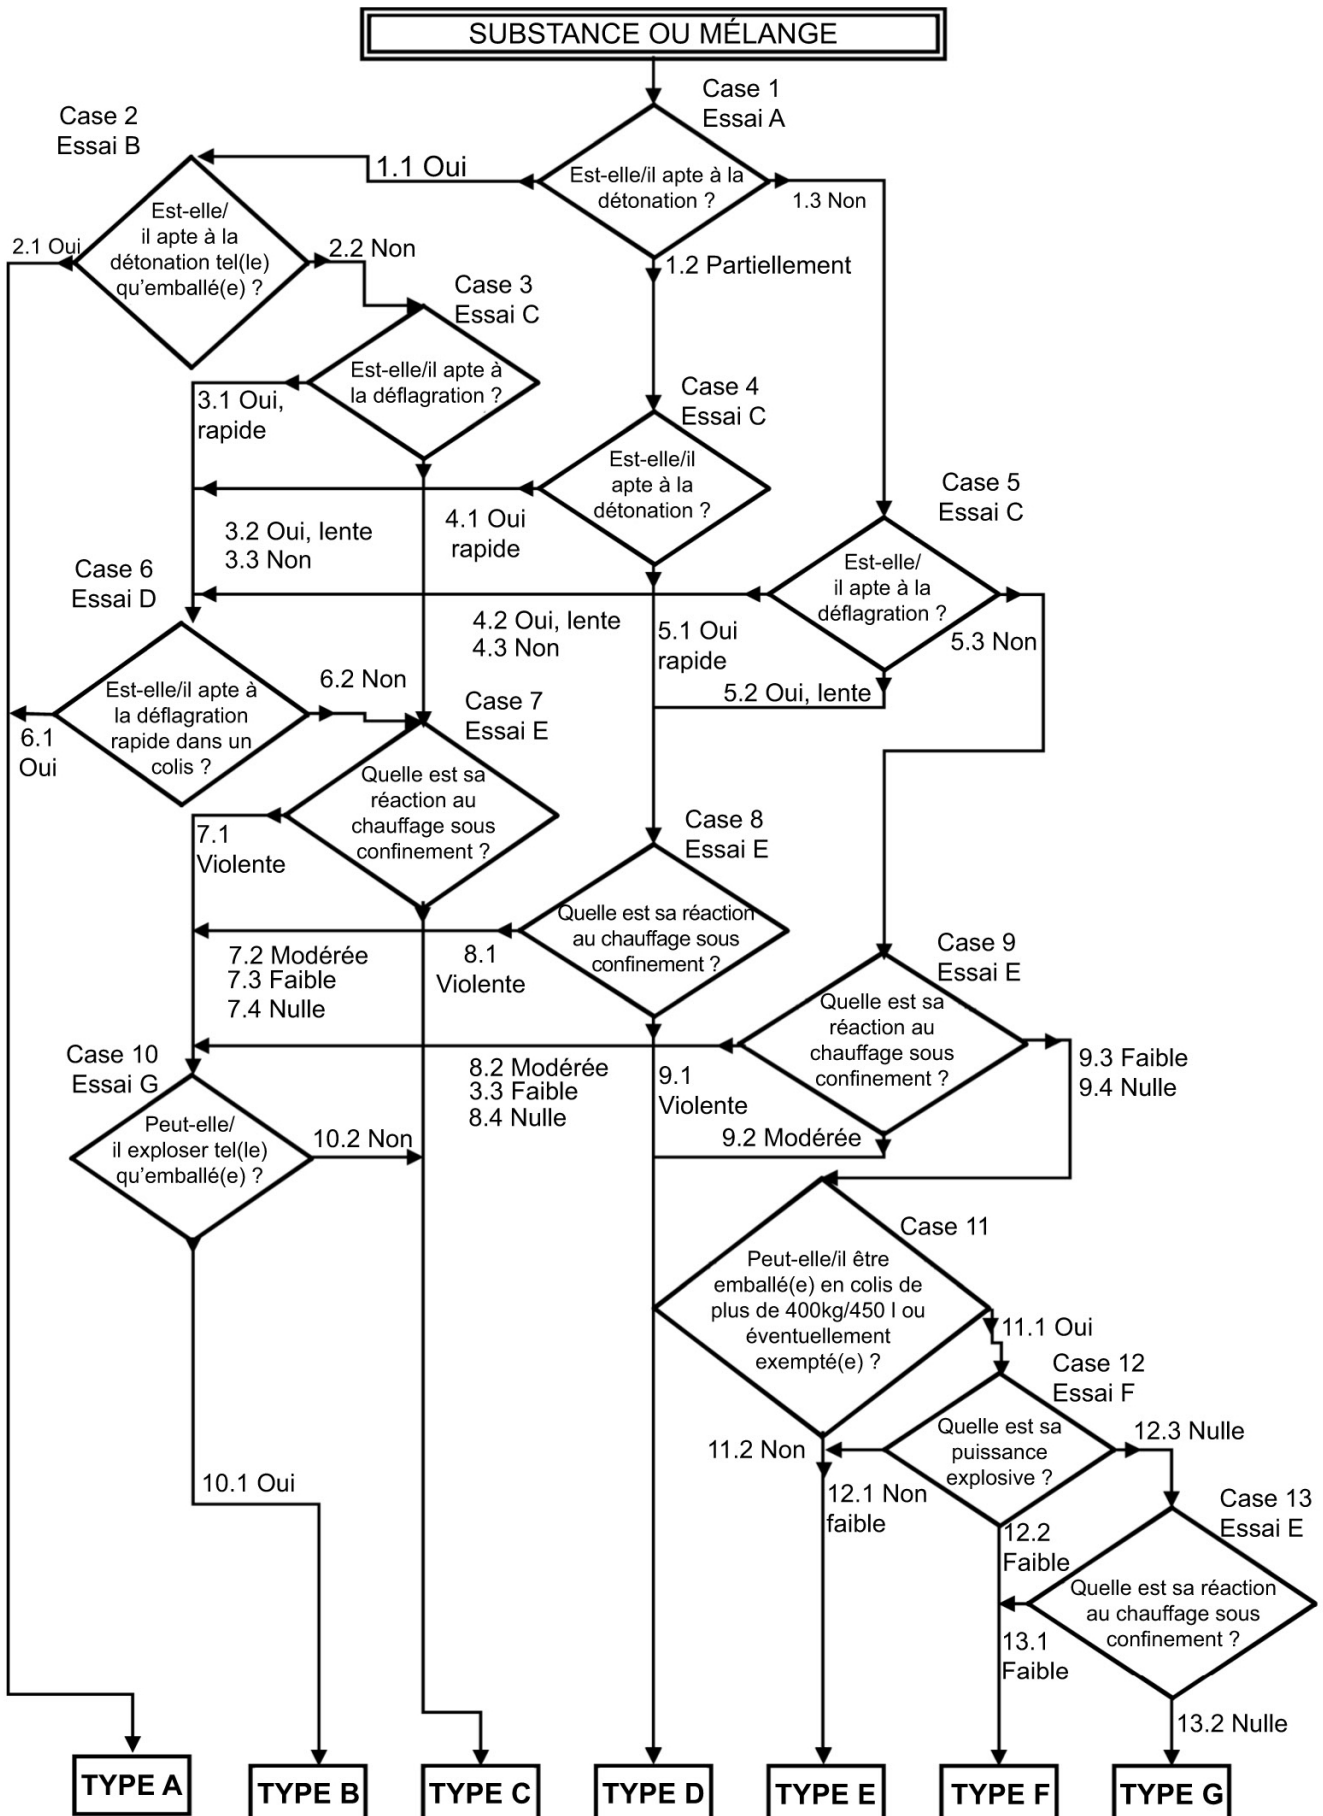 SUBSTANCE OU MÉLANGE
Case 1
Essai A
Est-elle/il apte à la
détonation ?
1.1 Oui
1.3 Non
1.2 Partiellement
Case 2
Essai B
Est-elle/
il apte à la
détonation tel(le)
qu'emballé(e) ?
2.1 Oui
2.2 Non
Case 3
Essai C
Est-elle/il apte à
la déflagration ?
3.1 Oui,
rapide
3.2 Oui, lente
3.3 Non
Case 4
Essai C
Est-elle/il
apte à la
détonation ?
4.1 Oui
rapide
4.2 Oui, lente
4.3 Non
Case 5
Essai C
Est-elle/
il apte à la
déflagration ?
5.1 Oui
rapide
5.2 Oui, lente
5.3 Non
Case 6
Essai D
Est-elle/il apte à
la déflagration
rapide dans un
colis ?
6.1
Oui
6.2 Non
Case 7
Essai E
Quelle est sa
réaction au
chauffage sous
confinement ?
7.1
Violente
7.2 Modérée
7.3 Faible
7.4 Nulle
Case 8
Essai E
Quelle est sa réaction
au chauffage sous
confinement ?
8.1
Violente
8.2 Modérée
3.3 Faible
8.4 Nulle
Case 9
Essai E
Quelle est sa
réaction au
chauffage sous
confinement ?
9.1
Violente
9.2 Modérée
9.3 Faible
9.4 Nulle
Case 10
Essai G
Peut-elle/
il exploser tel(le)
qu'emballé(e) ?
10.2 Non
10.1 Oui
Case 11
Peut-elle/il être
emballé(e) en colis de
plus de 400kg/450 l ou
éventuellement
exempté(e) ?
11.1 Oui
11.2 Non
Case 12
Essai F
Quelle est sa
puissance
explosive ?
12.1 Non
faible
12.2
Faible
12.3 Nulle
Case 13
Essai E
Quelle est sa réaction
au chauffage sous
confinement ?
13.1
Faible
13.2 Nulle
TYPE A
TYPE B
TYPE C
TYPE D
TYPE E
TYPE F
TYPE G